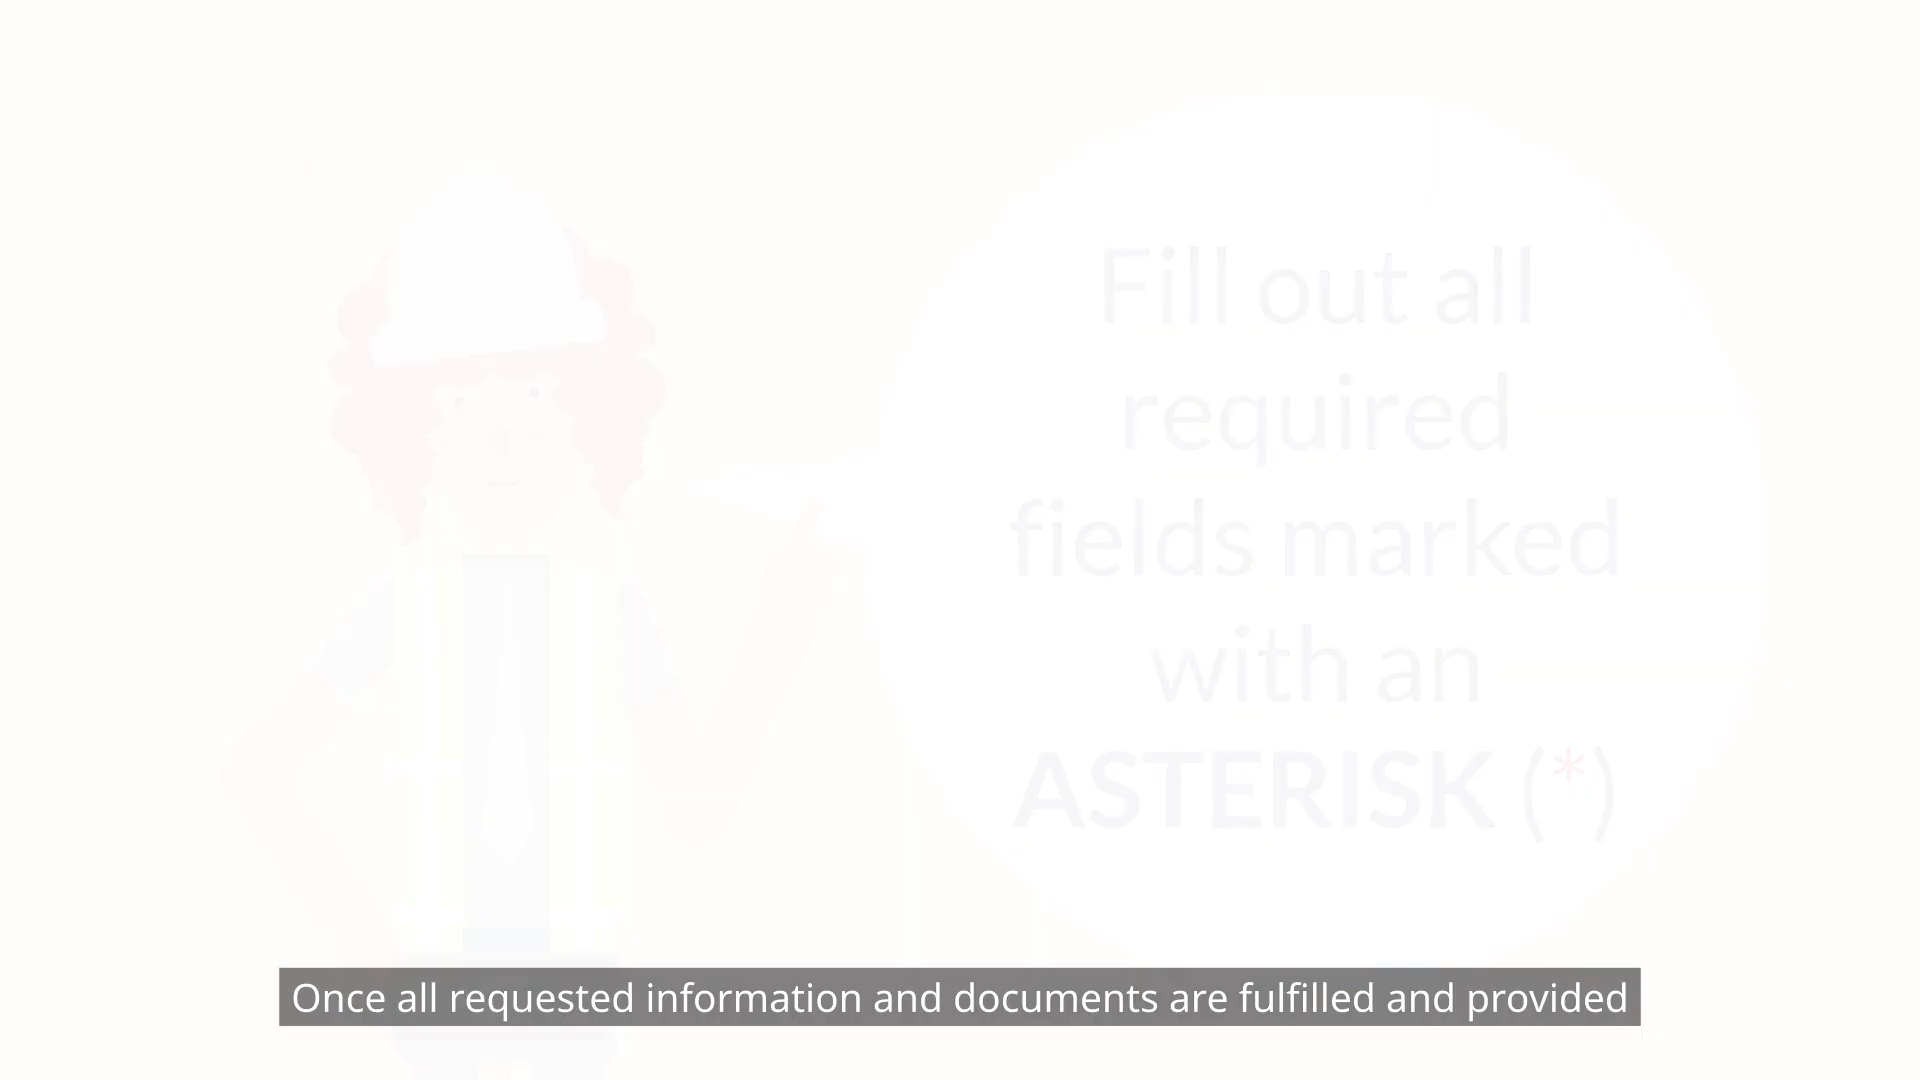 Fill out all
required
fields marked
with an
ASTERISK (*)
Once all requested information and documents are fulfilled and provided